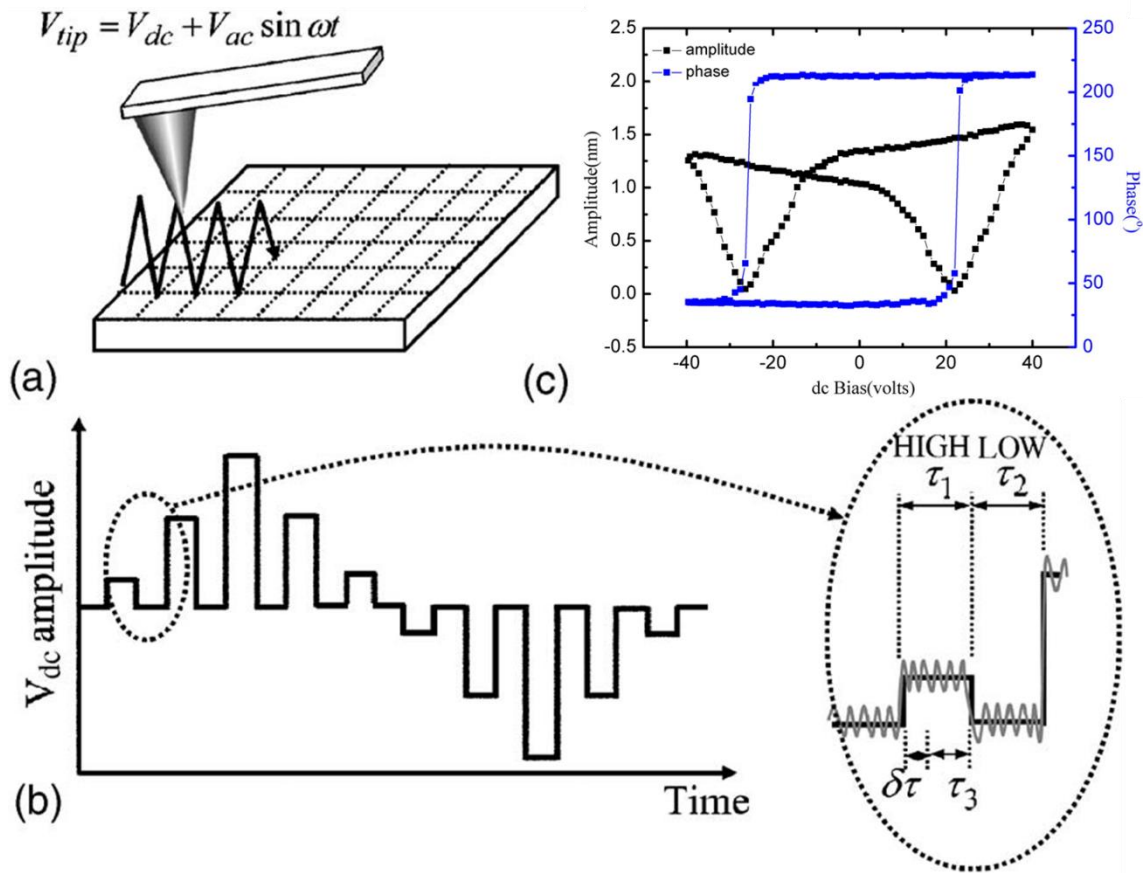 V_tip = V_dc + V_ac sin ωt
(a)
amplitude
phase
2.5
2.0
1.5
1.0
0.5
0.0
-0.5
Amplitude(nm)
-40
-20
0
20
40
dc Bias(volts)
250
200
150
100
50
0
Phase(°)
(c)
V_dc amplitude
Time
(b)
HIGH LOW
τ₁ τ₂
δτ τ₃